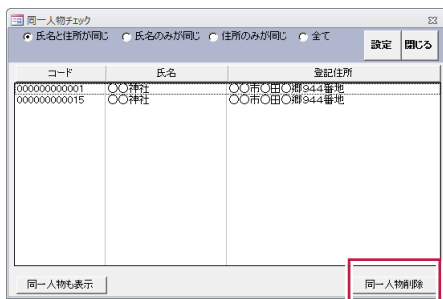 同一人物チェック
氏名と住所が同じ 氏名のみが同じ 住所のみが同じ 全て 設定 閉じる
コード 氏名 登記住所
000000000001 〇〇神社 〇〇市〇田〇郷944番地
000000000015 〇〇神社 〇〇市〇田〇郷944番地
同一人物も表示 同一人物削除